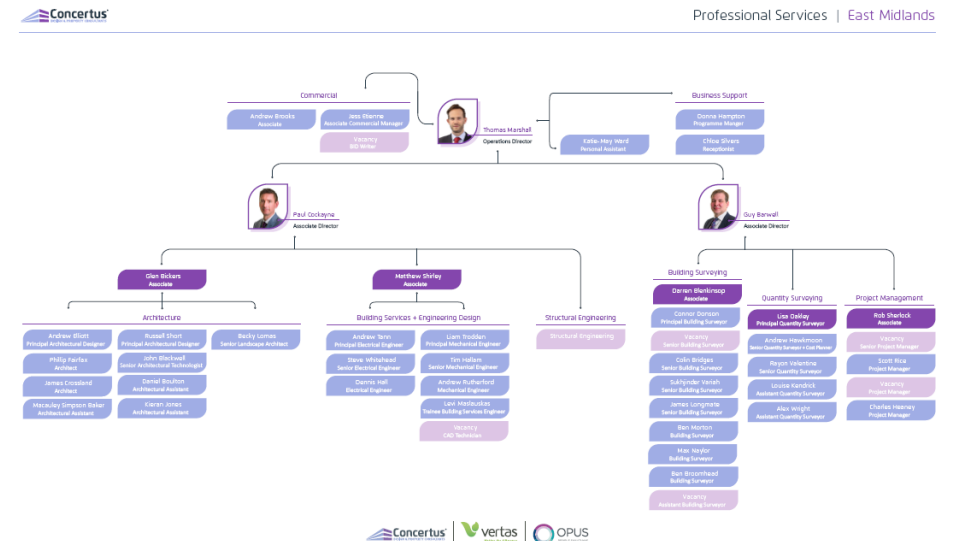 Concertus
Professional Services | East Midlands
Commercial
Andrew Brooks
Associate
Jess Etienne
Associate Commercial Manager
Vacancy
BID Writer
Thomas Marshall
Operations Director
Business Support
Donna Hampton
Programme Manger
Katie-May Ward
Personal Assistant
Chloe Silvers
Receptionist
Paul Cockayne
Associate Director
Guy Barwell
Associate Director
Glen Bickers
Associate
Matthew Shirley
Associate
Architecture
Andrew Elliott
Principal Architectural Designer
Russell Short
Principal Architectural Designer
Becky Lomas
Senior Landscape Architect
Philip Fairfax
Architect
John Blackwell
Senior Architectural Technologist
James Crossland
Architect
Daniel Boulton
Architectural Assistant
Macauley Simpson Baker
Architectural Assistant
Kieran Jones
Architectural Assistant
Building Services + Engineering Design
Andrew Tann
Principal Electrical Engineer
Liam Trodden
Principal Mechanical Engineer
Steve Whitehead
Senior Electrical Engineer
Tim Hallam
Senior Mechanical Engineer
Dennis Hall
Electrical Engineer
Andrew Rutherford
Mechanical Engineer
Levi Maslauskas
Trainee Building Services Engineer
Vacancy
CAD Technician
Structural Engineering
Structural Engineering
Building Surveying
Darren Blenkinsop
Associate
Connor Donson
Principal Building Surveyor
Vacancy
Senior Building Surveyor
Colin Bridges
Senior Building Surveyor
Sukhinder Variah
Senior Building Surveyor
James Longmate
Senior Building Surveyor
Ben Morton
Building Surveyor
Max Naylor
Building Surveyor
Ben Broomhead
Building Surveyor
Vacancy
Assistant Building Surveyor
Quantity Surveying
Lisa Oakley
Principal Quantity Surveyor
Andrew Hawkmoon
Senior Quantity Surveyor + Cost Planner
Rayon Valentine
Senior Quantity Surveyor
Louise Kendrick
Assistant Quantity Surveyor
Alex Wright
Assistant Quantity Surveyor
Project Management
Rob Sherlock
Associate
Vacancy
Senior Project Manager
Scott Rice
Project Manager
Vacancy
Project Manager
Charles Heaney
Project Manager
Concertus
vertas
OPUS